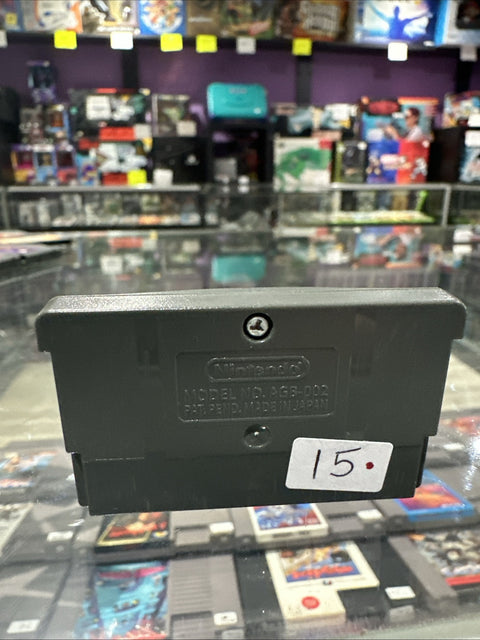 Nintendo
MODEL NO. AGB-002
PAT. PEND. MADE IN JAPAN
15.